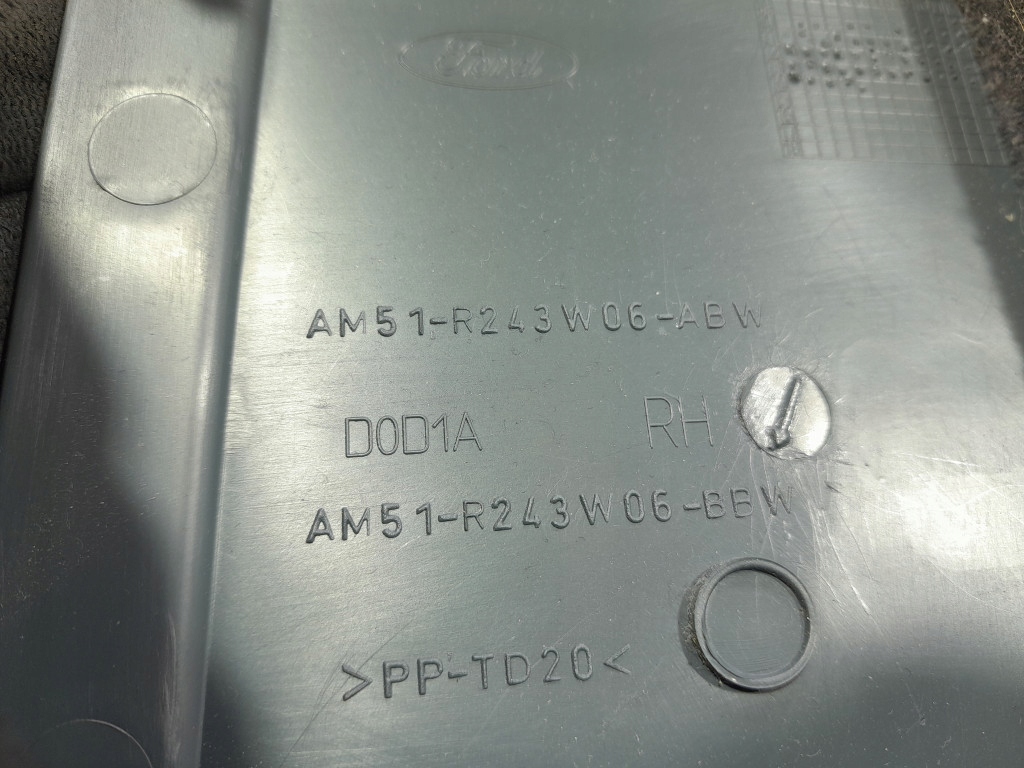 Ford
AM51-R243W06-ABW
D0D1A RH
AM51-R243W06-BBW
>PP-TD20<